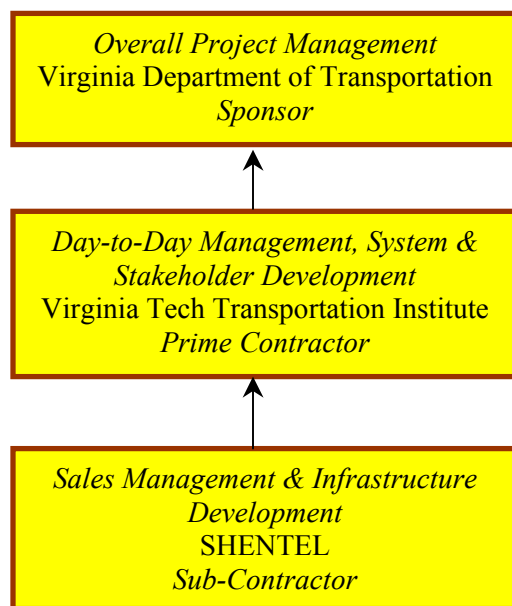 Overall Project Management
Virginia Department of Transportation
Sponsor
Day-to-Day Management, System &
Stakeholder Development
Virginia Tech Transportation Institute
Prime Contractor
Sales Management & Infrastructure
Development
SHENTEL
Sub-Contractor